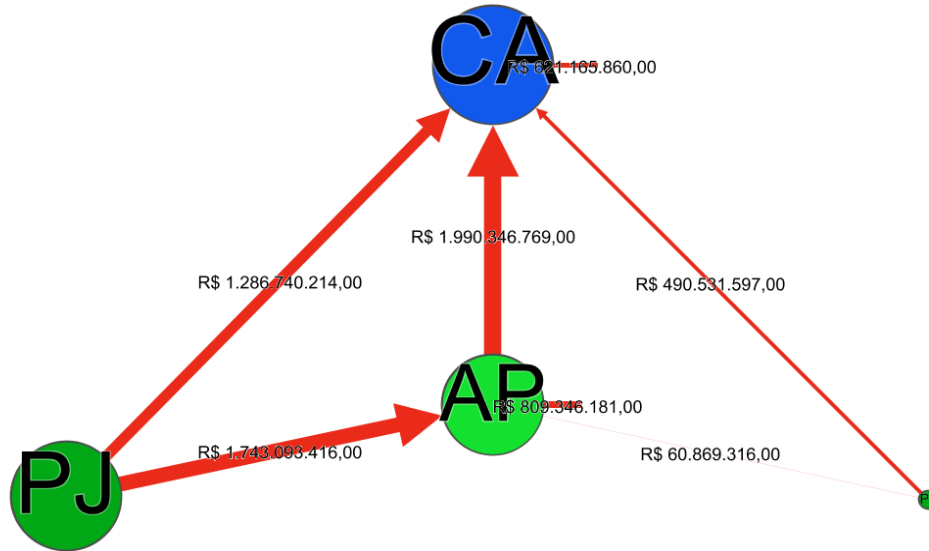 CA
R$ 621.165.860,00
R$ 1.990.346.769,00
R$ 1.286.740.214,00
R$ 490.531.597,00
AP
R$ 809.346.181,00
R$ 1.743.093.416,00
R$ 60.869.316,00
PJ